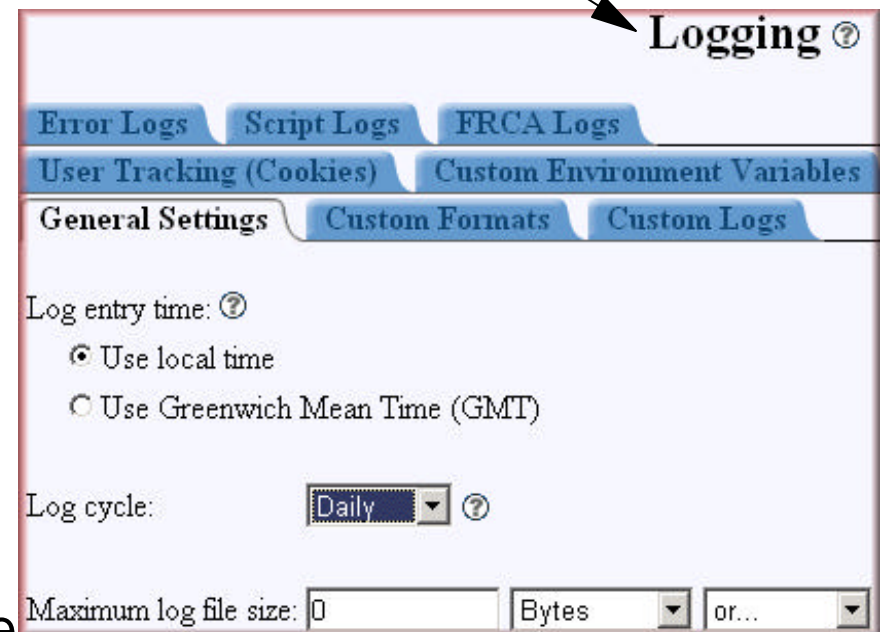 Logging
Error Logs Script Logs FRCA Logs
User Tracking (Cookies) Custom Environment Variables
General Settings Custom Formats Custom Logs
Log entry time:
Use local time
Use Greenwich Mean Time (GMT)
Log cycle: Daily
e Maximum log file size: 0 Bytes or...